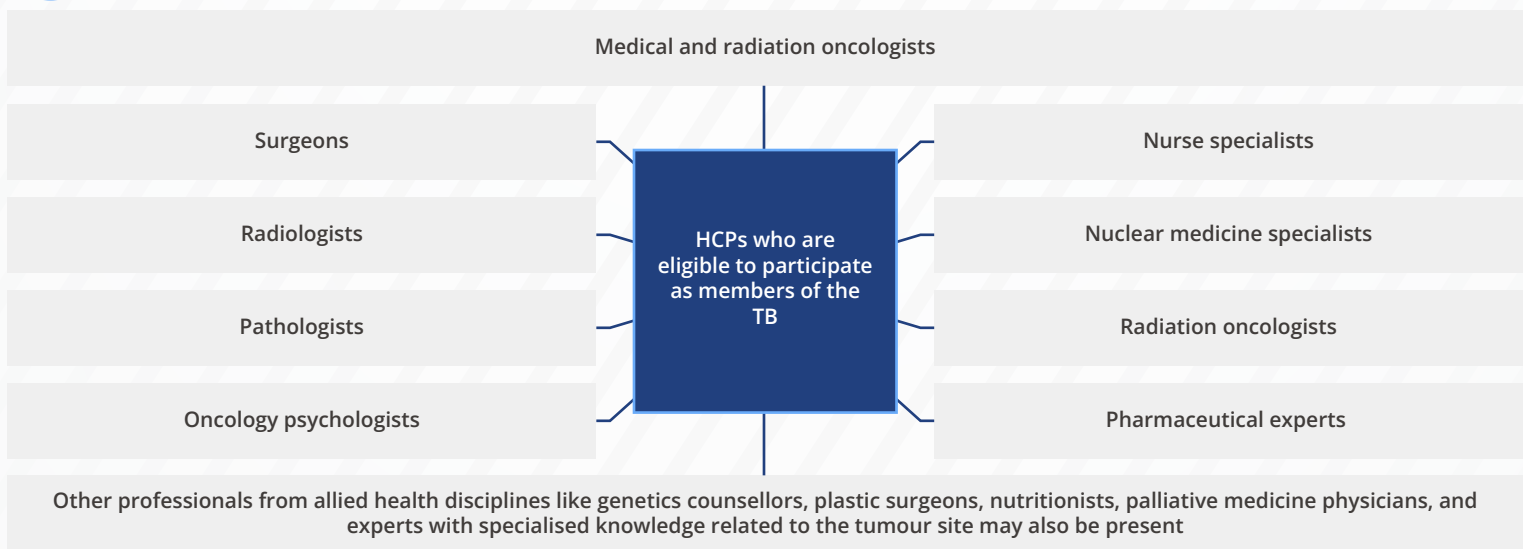 Medical and radiation oncologists
Surgeons
Nurse specialists
Radiologists
Nuclear medicine specialists
HCPs who are
eligible to participate
as members of the
TB
Pathologists
Radiation oncologists
Oncology psychologists
Pharmaceutical experts
Other professionals from allied health disciplines like genetics counsellors, plastic surgeons, nutritionists, palliative medicine physicians, and
experts with specialised knowledge related to the tumour site may also be present